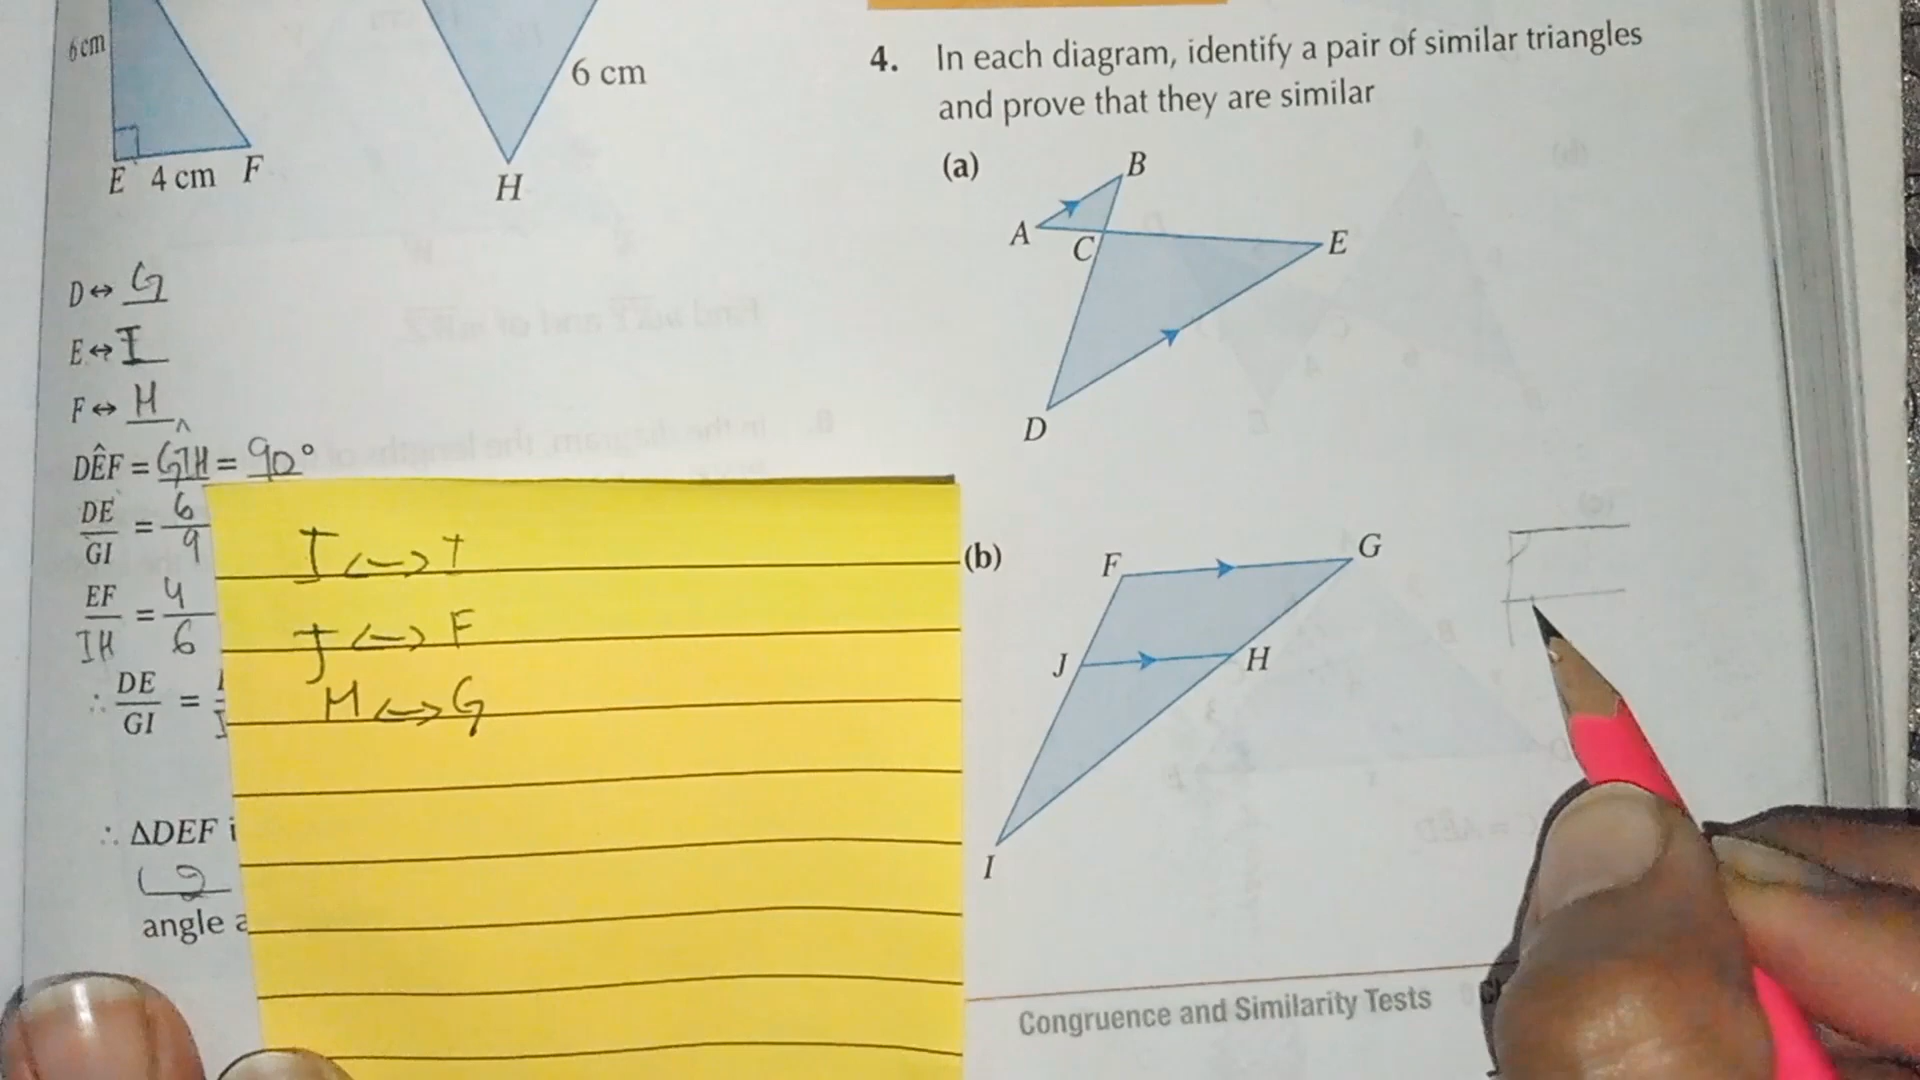 6 cm
E 4 cm F
6 cm
H
D ↔ G
E ↔ I
F ↔ H
DÊF = GÎH = 90°
DE/GI = 6/9
EF/IH = 4/6
∴ DE/GI =
∴ ΔDEF i
angle a
I ↔ I
J ↔ F
H ↔ G
4. In each diagram, identify a pair of similar triangles
and prove that they are similar
(a)
B
A
C
E
D
(b)
F
G
J
H
I
Congruence and Similarity Tests